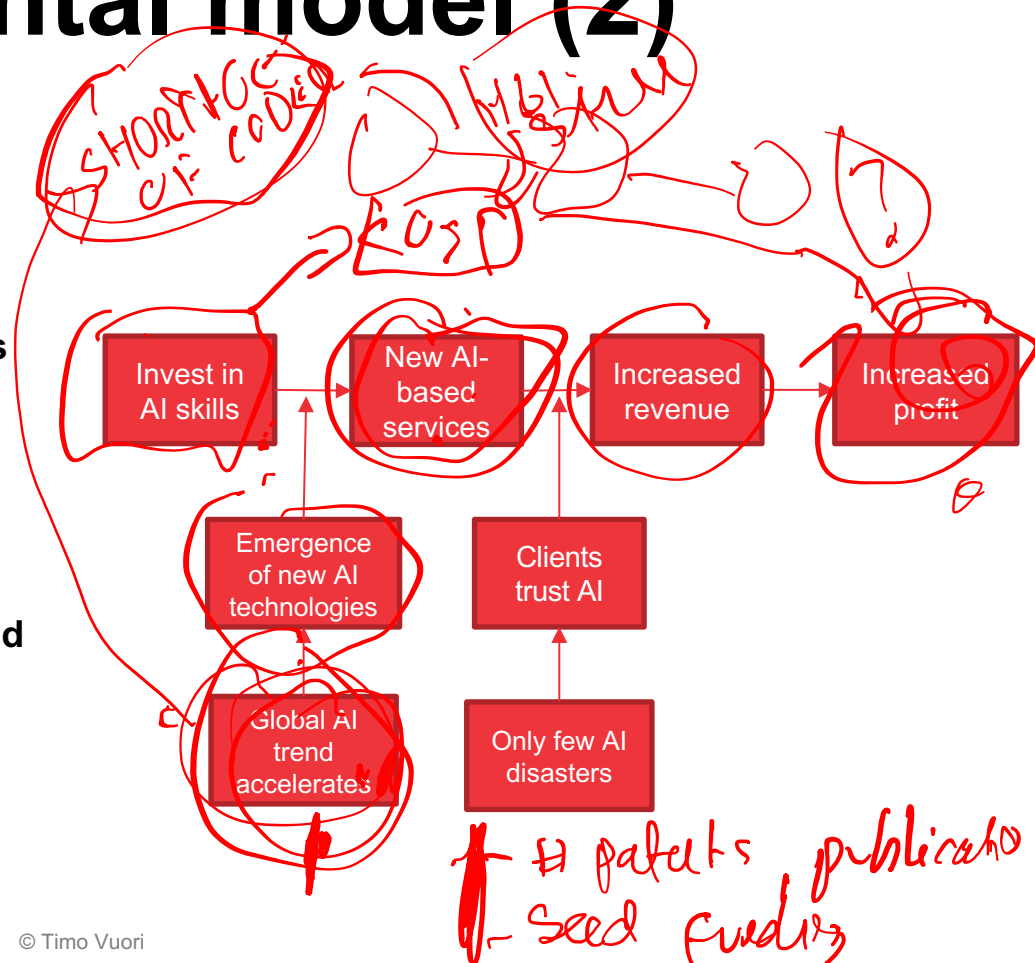 ntal model (2)
SHORTAGE
OF CODERS
COST
?
s
Invest in
AI skills
New AI-
based
services
Increased
revenue
Increased
profit
Emergence
of new AI
technologies
Clients
trust AI
d
Global AI
trend
accelerates
Only few AI
disasters
- # patents publicatio
- Seed funding
© Timo Vuori